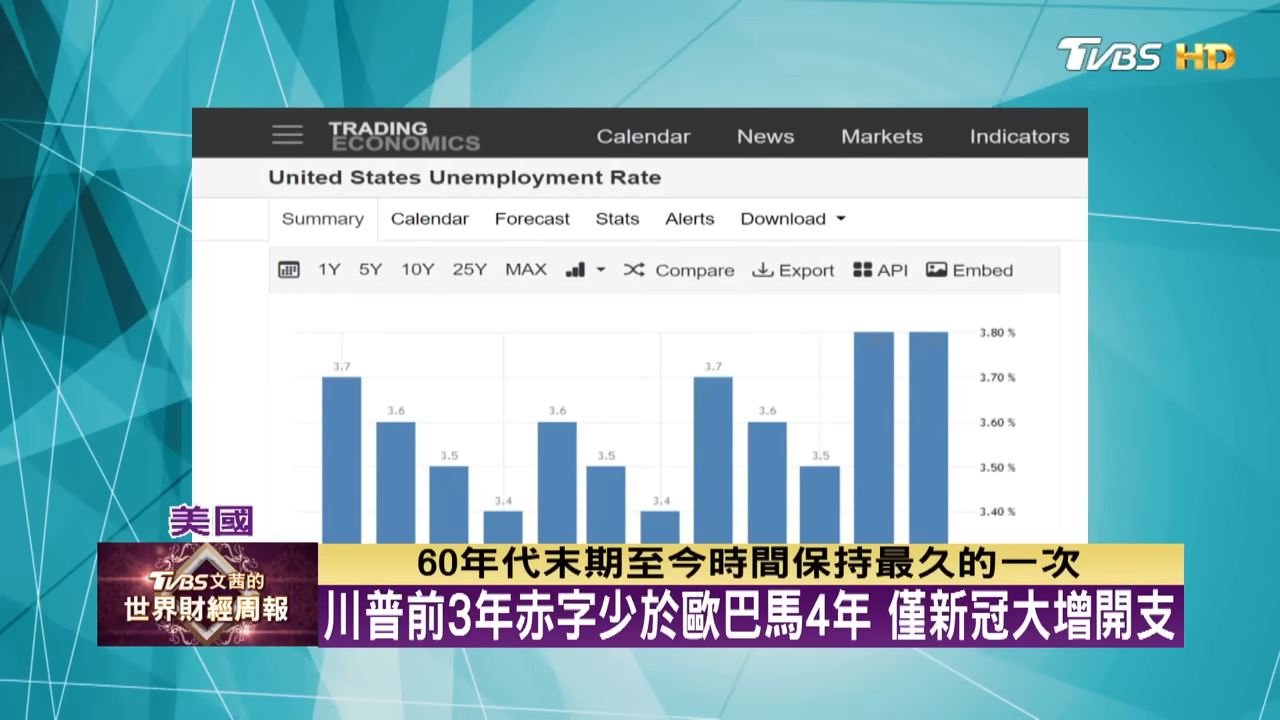 TVBS HD
TRADING
ECONOMICS
Calendar News Markets Indicators
United States Unemployment Rate
Summary Calendar Forecast Stats Alerts Download
1Y 5Y 10Y 25Y MAX Compare Export API Embed
3.7
3.6
3.5
3.4
3.6
3.5
3.4
3.7
3.6
3.5
3.80 %
3.70 %
3.60 %
3.50 %
3.40 %
美國
TVBS文茜的
世界財經周報
60年代末期至今時間保持最久的一次
川普前3年赤字少於歐巴馬4年 僅新冠大增開支